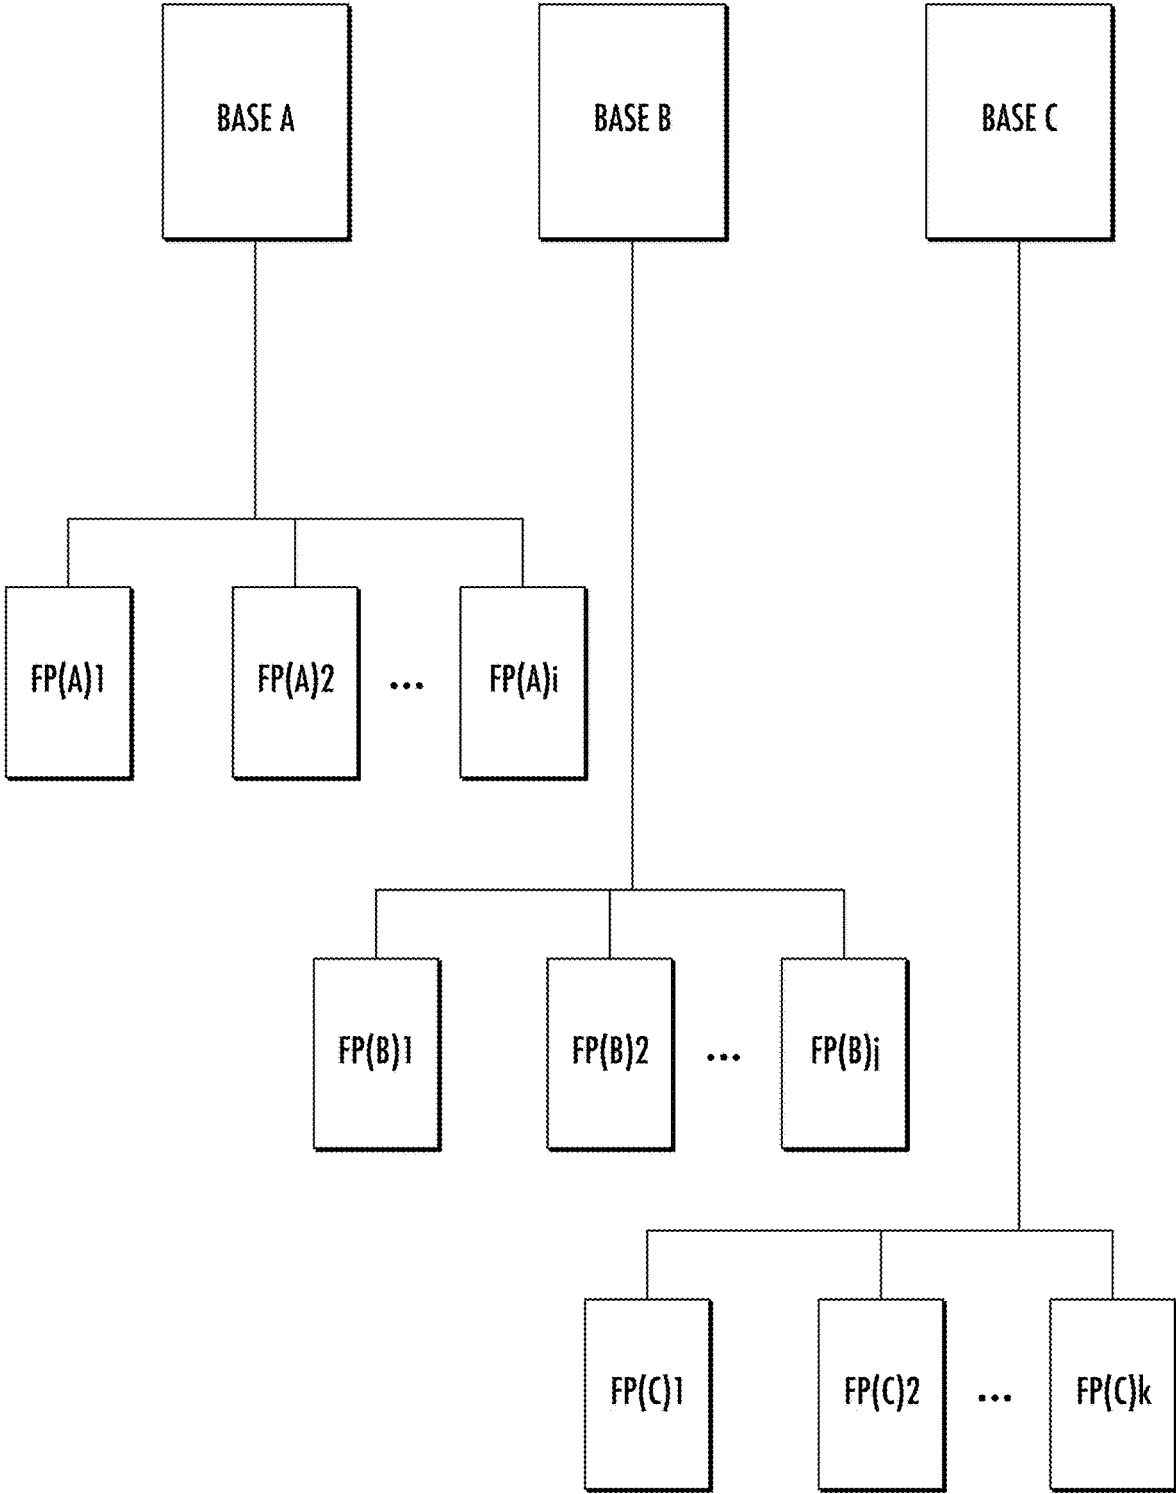 BASE A
BASE B
BASE C
FP(A)1
FP(A)2
...
FP(A)i
FP(B)1
FP(B)2
...
FP(B)j
FP(C)1
FP(C)2
...
FP(C)k